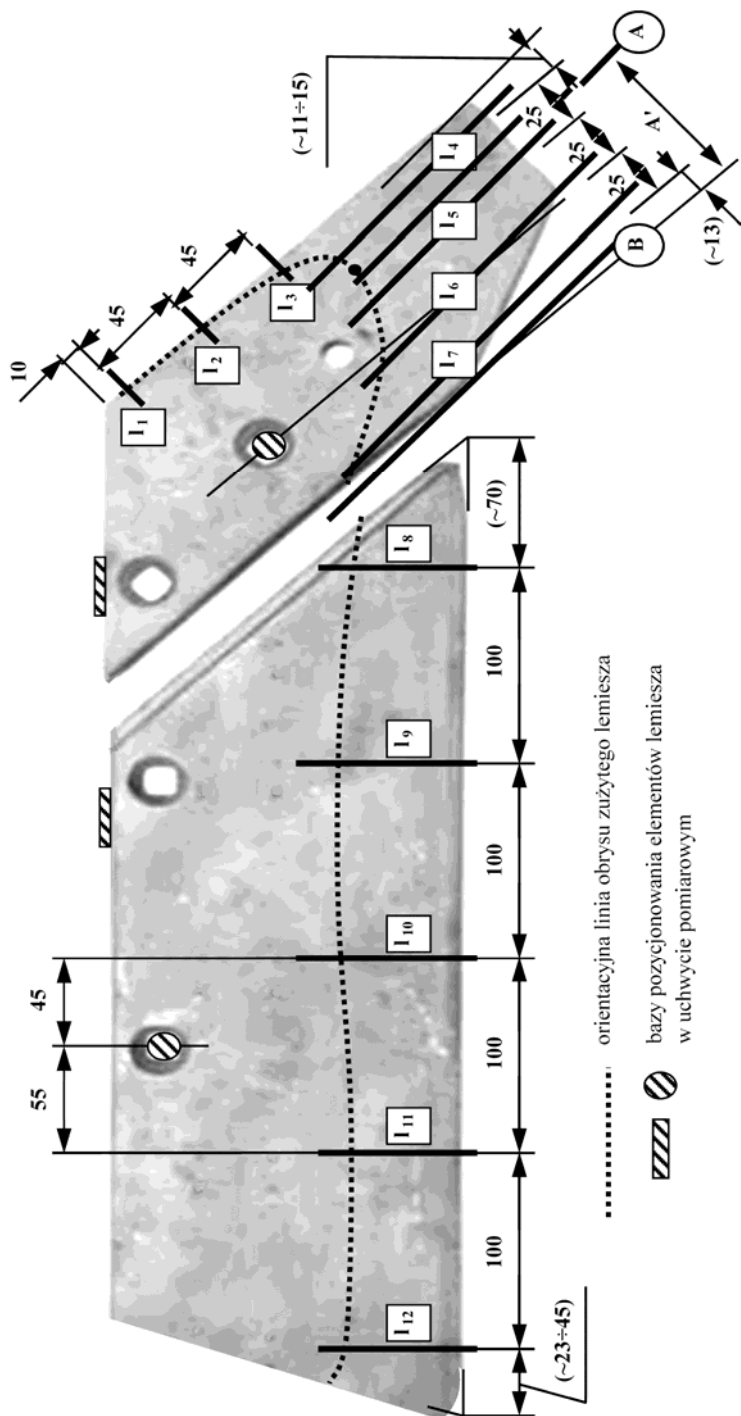 10
45
45
(~11÷15)
l₁
l₂
l₃
l₄
l₅
l₆
l₇
25
25
25
A
A'
B
(~13)
55
45
l₁₂
l₁₁
l₁₀
l₉
l₈
(~23÷45)
100
100
100
100
(~70)
orientacyjna linia obrysu zużytego lemiesza
bazy pozycjonowania elementów lemiesza
w uchwycie pomiarowym